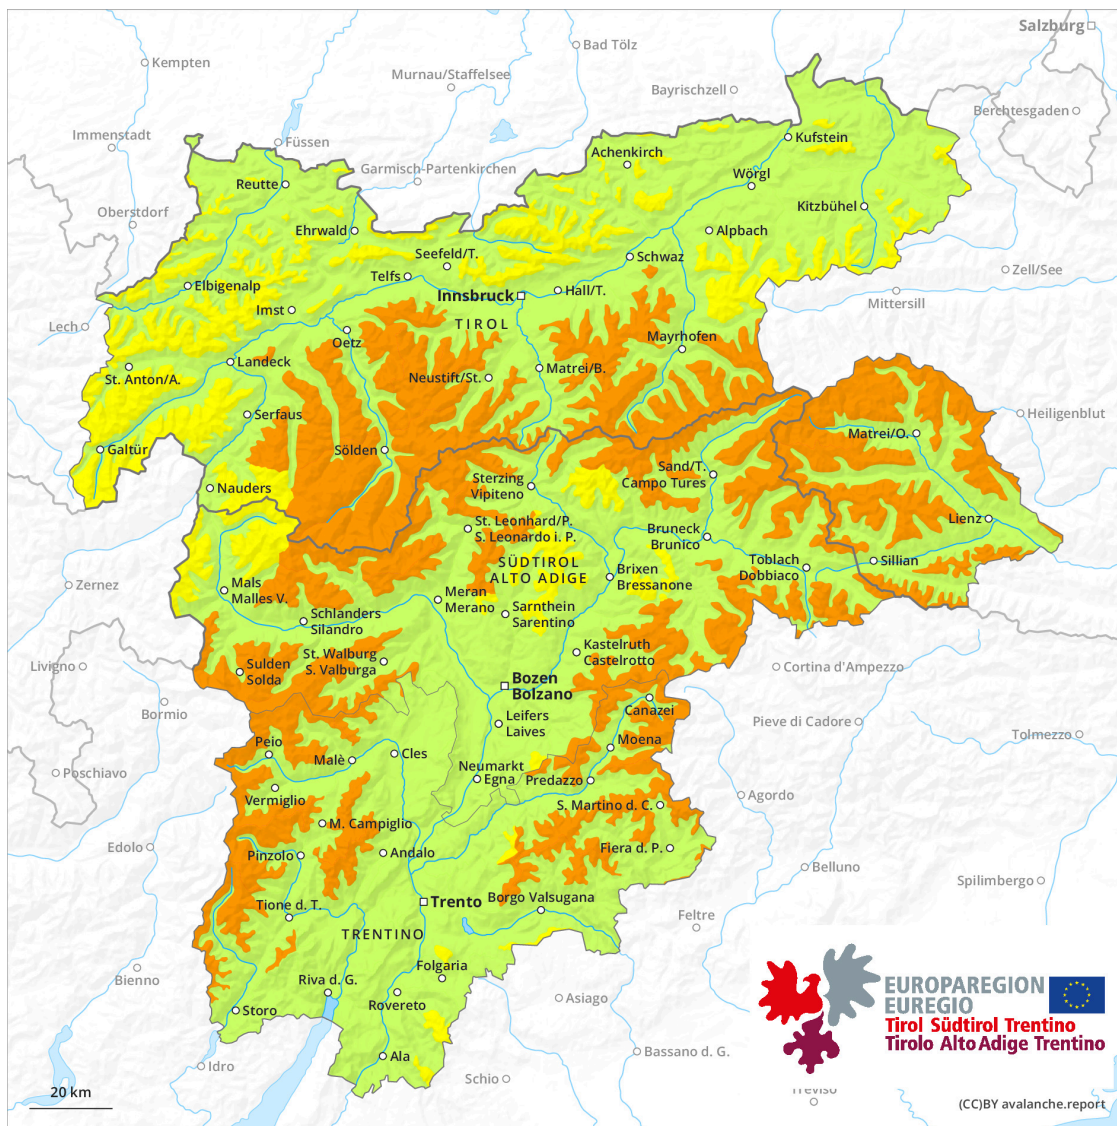 Salzburg
Bad Tölz
Kempten
Murnau/Staffelsee
Bayrischzell
Berchtesgaden
Immenstadt
Füssen
Kufstein
Achenkirch
Garmisch-Partenkirchen
Wörgl
Reutte
Oberstdorf
Kitzbühel
Ehrwald
Alpbach
Seefeld/T.
Schwaz
Telfs
Zell/See
Elbigenalp
Hall/T.
Innsbruck
Mittersill
Imst
TIROL
Lech
Oetz
Mayrhofen
Landeck
Matrei/B.
St. Anton/A.
Neustift/St.
Serfaus
Heiligenblut
Matrei/O.
Galtür
Sölden
Sand/T.
Campo Tures
Sterzing
Vipiteno
Nauders
Lienz
St. Leonhard/P.
S. Leonardo i. P.
Bruneck
Brunico
SÜDTIROL
ALTO ADIGE
Toblach
Dobbiaco
Sillian
Brixen
Bressanone
Zernez
Mals
Malles V.
Meran
Merano
Sarnthein
Sarentino
Schlanders
Silandro
Kastelruth
Castelrotto
St. Walburg
S. Valburga
Livigno
Sulden
Solda
Cortina d'Ampezzo
Bozen
Bolzano
Bormio
Canazei
Leifers
Laives
Pieve di Cadore
Tolmezzo
Peio
Moena
Cles
Malè
Poschiavo
Neumarkt
Egna
Predazzo
Vermiglio
Agordo
S. Martino d. C.
M. Campiglio
Edolo
Pinzolo
Andalo
Fiera d. P.
Belluno
Spilimbergo
Trento
Borgo Valsugana
Tione d. T.
Feltre
TRENTINO
Folgaria
Bienno
Riva d. G.
Rovereto
Asiago
Storo
EUROPAREGION
EUREGIO
Tirol Südtirol Trentino
Tirolo Alto Adige Trentino
Ala
Bassano d. G.
Idro
Schio
20 km
Treviso
(CC)BY avalanche.report